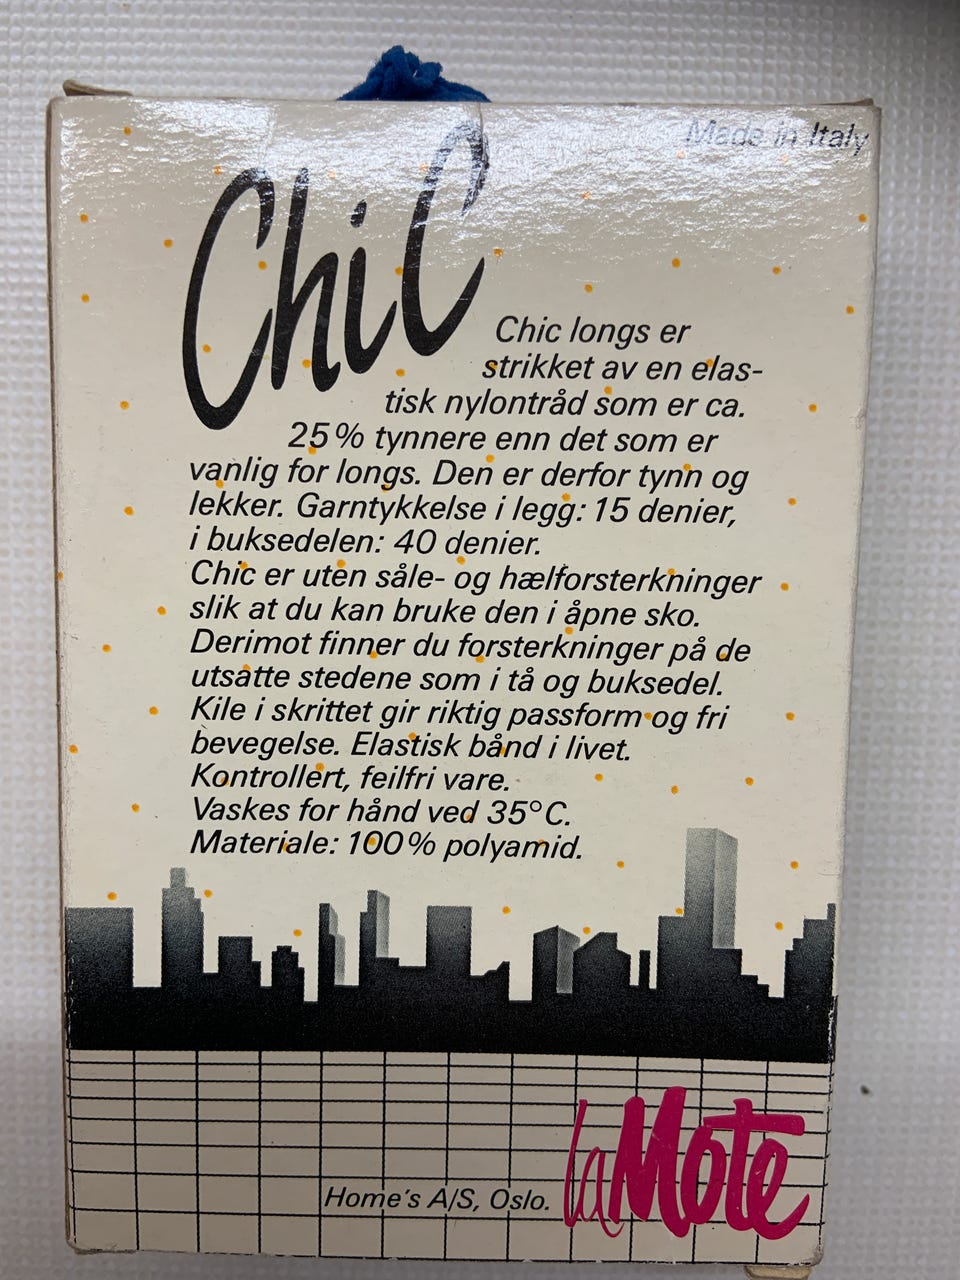 Made in Italy
Chic
Chic longs er
strikket av en elas-
tisk nylontråd som er ca.
25% tynnere enn det som er
vanlig for longs. Den er derfor tynn og
lekker. Garntykkelse i legg: 15 denier,
i buksedelen: 40 denier.
Chic er uten såle- og hælforsterkninger
slik at du kan bruke den i åpne sko.
Derimot finner du forsterkninger på de
utsatte stedene som i tå og buksedel.
Kile i skrittet gir riktig passform og fri
bevegelse. Elastisk bånd i livet.
Kontrollert, feilfri vare.
Vaskes for hånd ved 35°C.
Materiale: 100% polyamid.
Home's A/S, Oslo.
la Mote